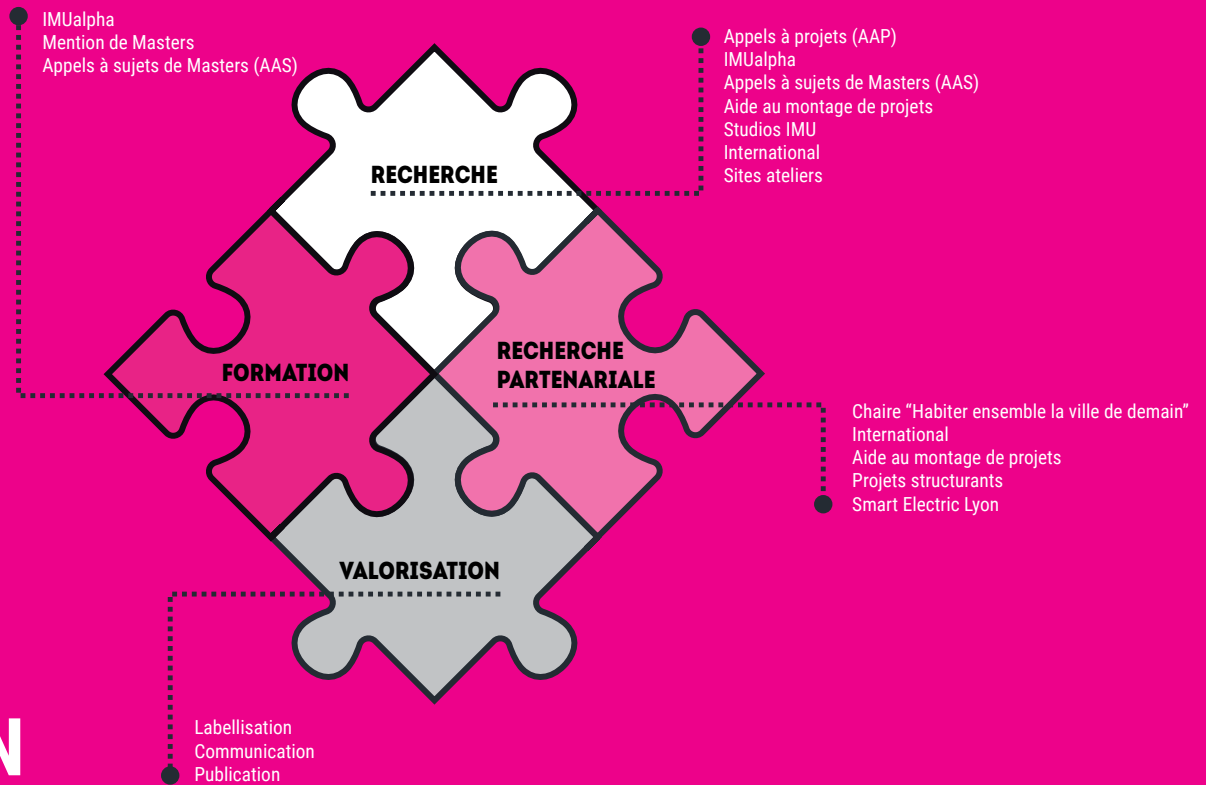 IMUalpha
Mention de Masters
Appels à sujets de Masters (AAS)
Appels à projets (AAP)
IMUalpha
Appels à sujets de Masters (AAS)
Aide au montage de projets
Studios IMU
International
Sites ateliers
RECHERCHE
FORMATION
RECHERCHE
PARTENARIALE
Chaire “Habiter ensemble la ville de demain”
International
Aide au montage de projets
Projets structurants
Smart Electric Lyon
VALORISATION
Labellisation
Communication
Publication
N